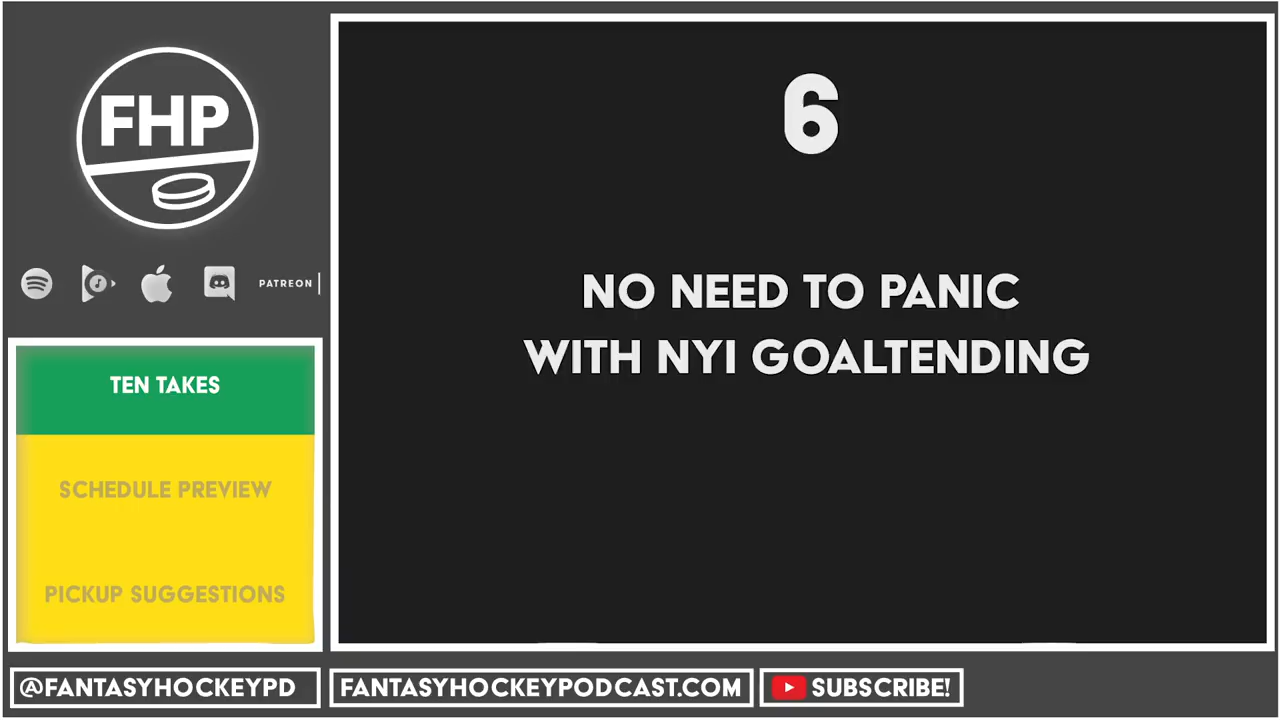 FHP
PATREON
TEN TAKES
SCHEDULE PREVIEW
PICKUP SUGGESTIONS
6
NO NEED TO PANIC
WITH NYI GOALTENDING
@FANTASYHOCKEYPD
FANTASYHOCKEYPODCAST.COM
SUBSCRIBE!